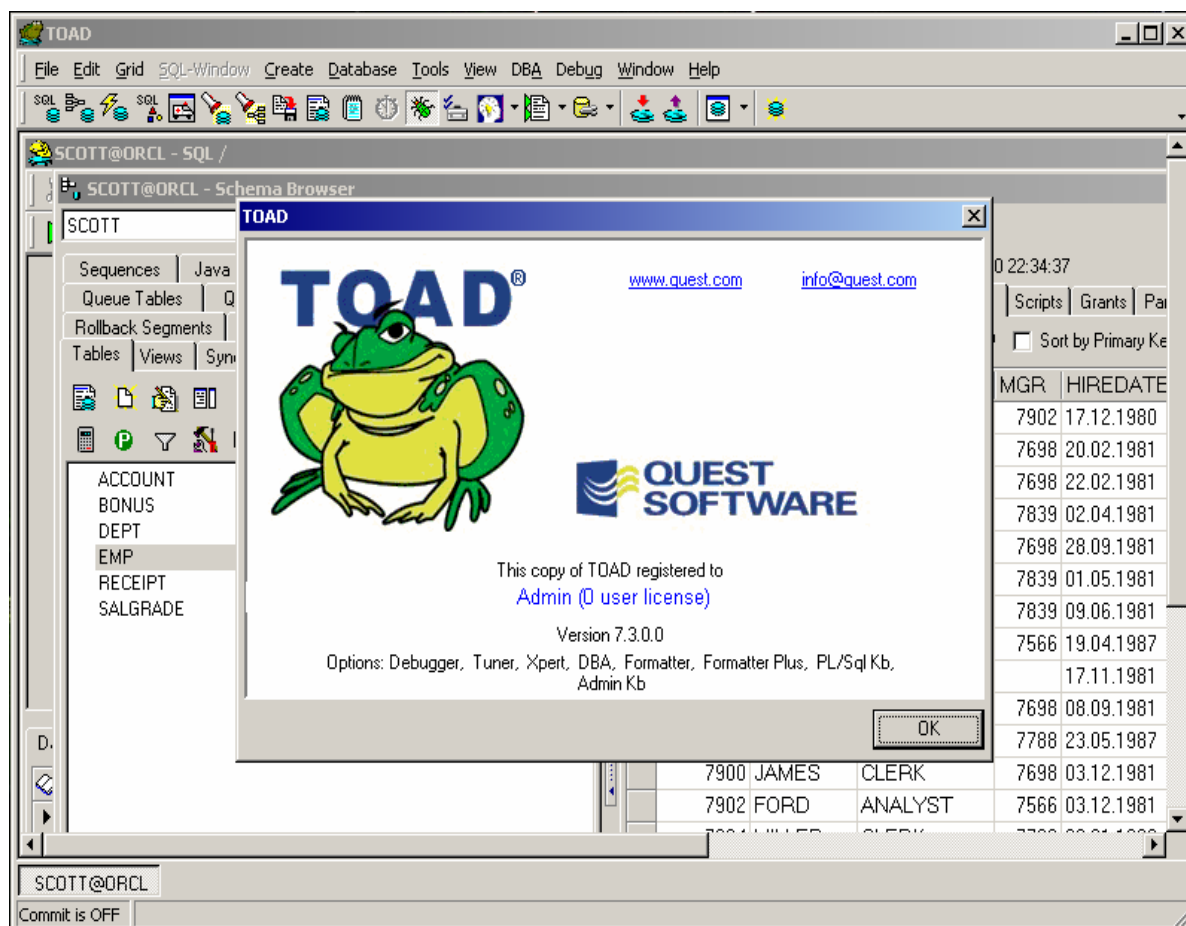 TOAD
File Edit Grid SQL-Window Create Database Tools View DBA Debug Window Help
SQL SQL
SCOTT@ORCL - SQL /
SCOTT@ORCL - Schema Browser
SCOTT
Sequences Java
Queue Tables Q
Rollback Segments
Tables Views Syn
ACCOUNT
BONUS
DEPT
EMP
RECEIPT
SALGRADE
TOAD
TOAD®
www.quest.com info@quest.com
QUEST
SOFTWARE
This copy of TOAD registered to
Admin (0 user license)
Version 7.3.0.0
Options: Debugger, Tuner, Xpert, DBA, Formatter, Formatter Plus, PL/Sql Kb,
Admin Kb
OK
0 22:34:37
Scripts Grants Par
Sort by Primary Ke
MGR HIREDATE
7902 17.12.1980
7698 20.02.1981
7698 22.02.1981
7839 02.04.1981
7698 28.09.1981
7839 01.05.1981
7839 09.06.1981
7566 19.04.1987
17.11.1981
7698 08.09.1981
7788 23.05.1987
7900 JAMES CLERK 7698 03.12.1981
7902 FORD ANALYST 7566 03.12.1981
SCOTT@ORCL
Commit is OFF